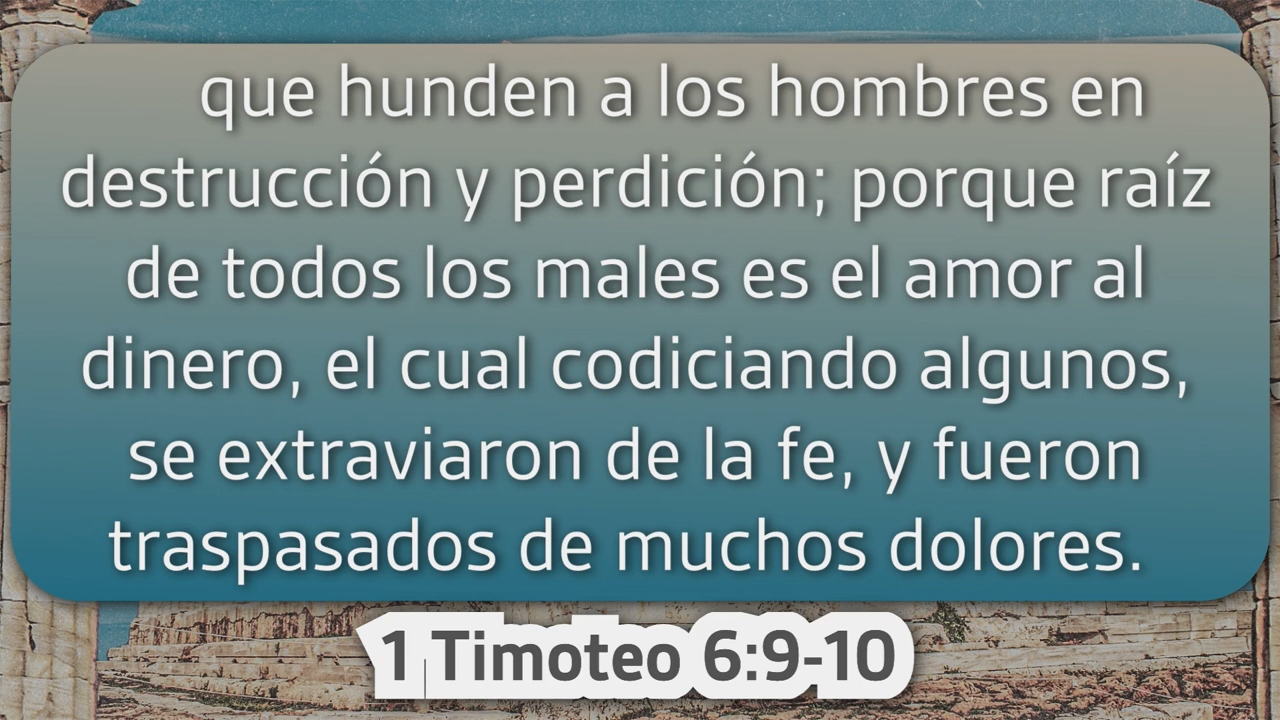 que hunden a los hombres en
destrucción y perdición; porque raíz
de todos los males es el amor al
dinero, el cual codiciando algunos,
se extraviaron de la fe, y fueron
traspasados de muchos dolores.
1 Timoteo 6:9-10